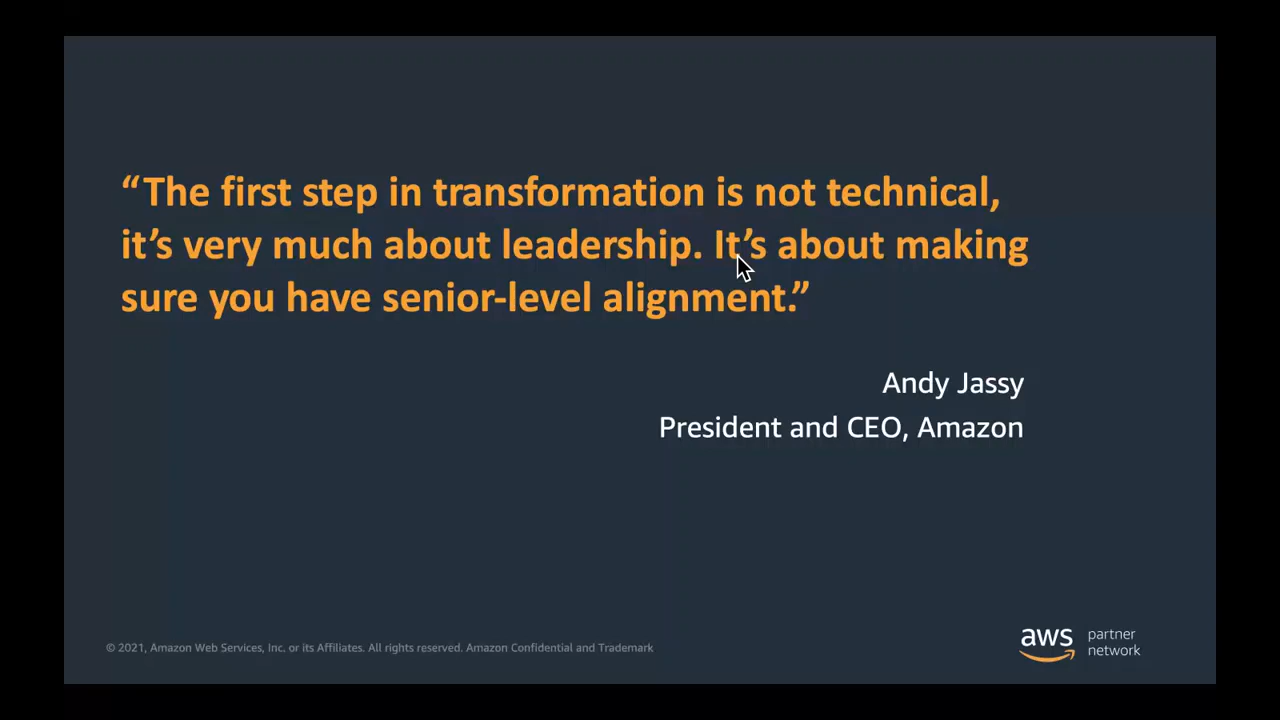 “The first step in transformation is not technical,
it’s very much about leadership. It’s about making
sure you have senior-level alignment.”
Andy Jassy
President and CEO, Amazon
© 2021, Amazon Web Services, Inc. or its Affiliates. All rights reserved. Amazon Confidential and Trademark
aws
partner
network